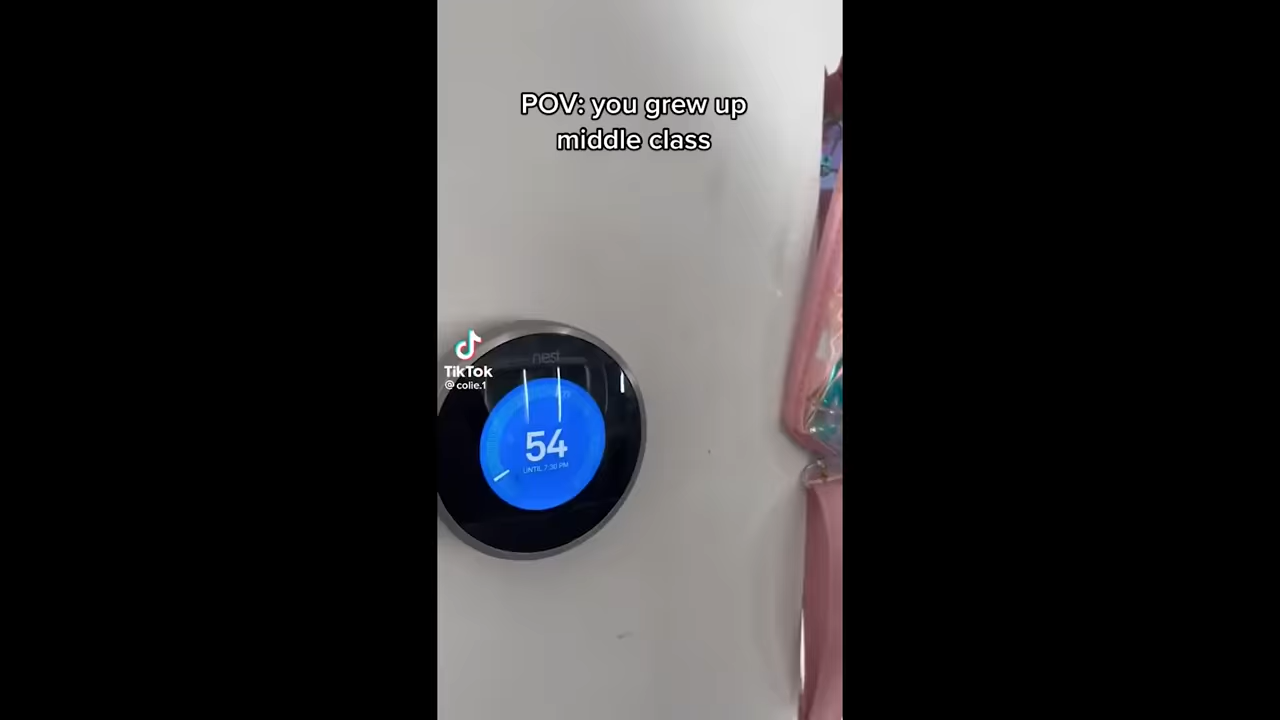 POV: you grew up
middle class
nest
TikTok
@ colie.1
54
UNTIL 7:30 PM